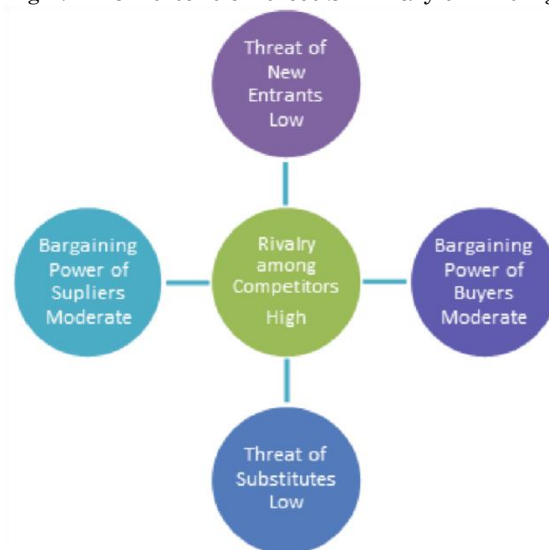 Threat of
New
Entrants
Low
Bargaining
Power of
Supliers
Moderate
Rivalry
among
Competitors
High
Bargaining
Power of
Buyers
Moderate
Threat of
Substitutes
Low